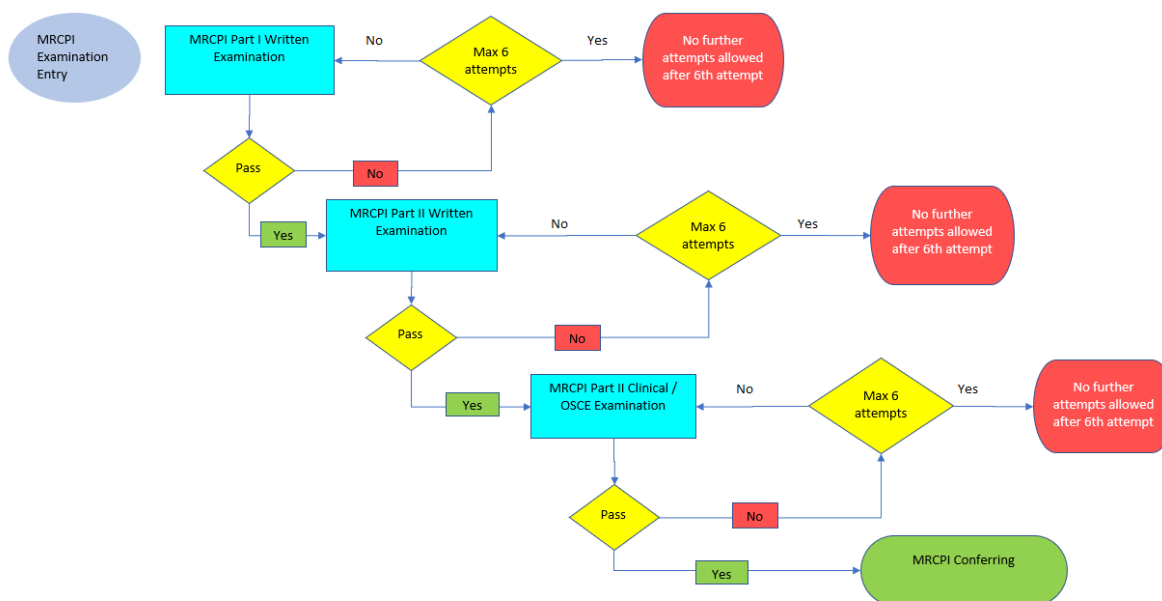 MRCPI
Examination
Entry
MRCPI Part I Written
Examination
No
Max 6
attempts
Yes
No further
attempts allowed
after 6th attempt
Pass
No
Yes
MRCPI Part II Written
Examination
No
Max 6
attempts
Yes
No further
attempts allowed
after 6th attempt
Pass
No
Yes
MRCPI Part II Clinical /
OSCE Examination
No
Max 6
attempts
Yes
No further
attempts allowed
after 6th attempt
Pass
No
Yes
MRCPI Conferring